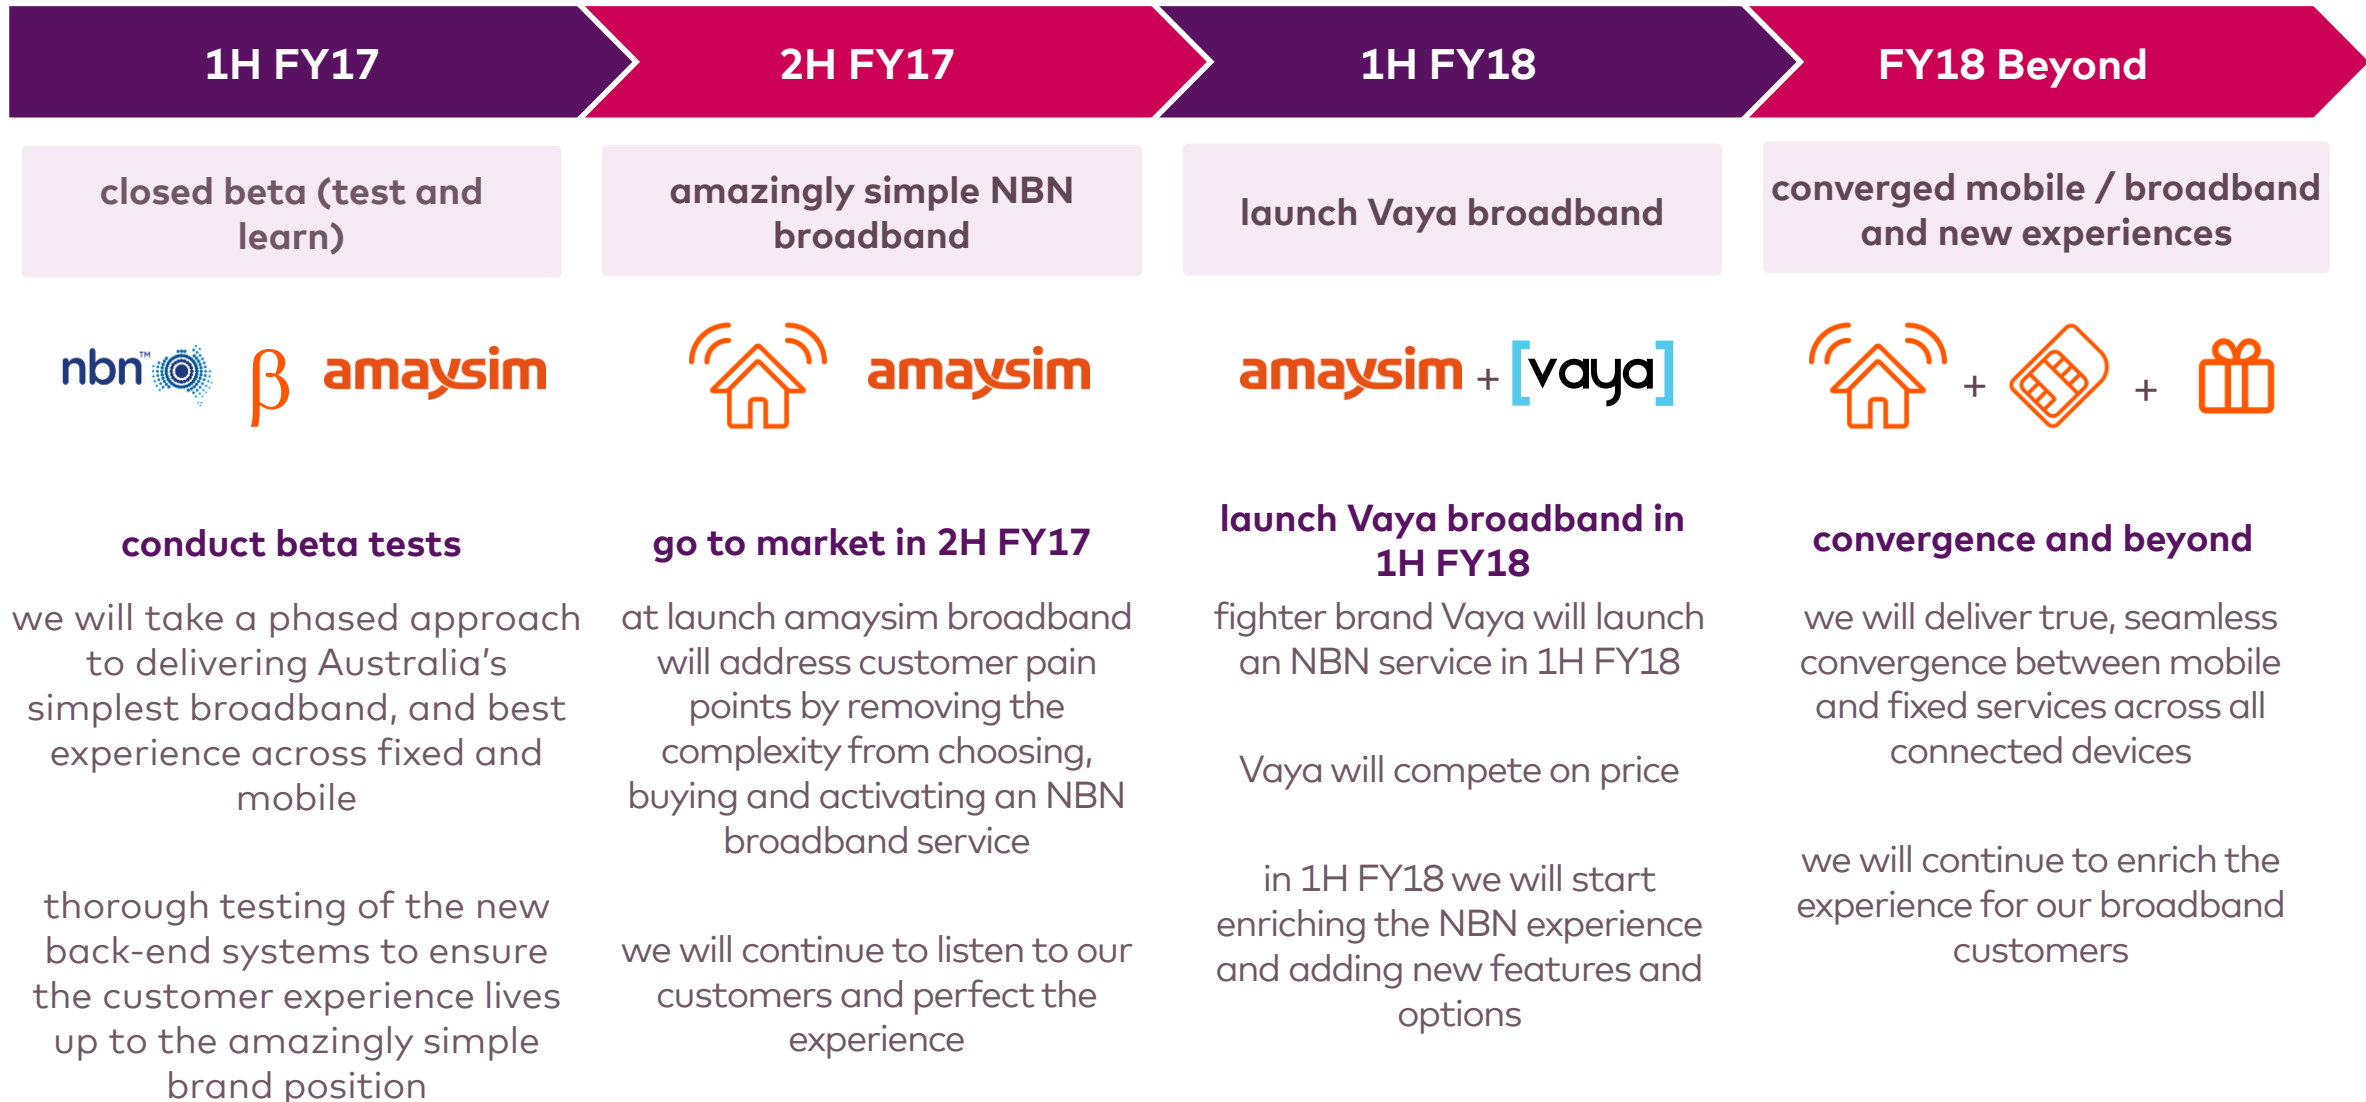 1H FY17
2H FY17
1H FY18
FY18 Beyond
closed beta (test and
learn)
amazingly simple NBN
broadband
launch Vaya broadband
converged mobile / broadband
and new experiences
nbn™ β amaysim
amaysim
amaysim + [vaya]
+ +
conduct beta tests
we will take a phased approach
to delivering Australia's
simplest broadband, and best
experience across fixed and
mobile
thorough testing of the new
back-end systems to ensure
the customer experience lives
up to the amazingly simple
brand position
go to market in 2H FY17
at launch amaysim broadband
will address customer pain
points by removing the
complexity from choosing,
buying and activating an NBN
broadband service
we will continue to listen to our
customers and perfect the
experience
launch Vaya broadband in
1H FY18
fighter brand Vaya will launch
an NBN service in 1H FY18
Vaya will compete on price
in 1H FY18 we will start
enriching the NBN experience
and adding new features and
options
convergence and beyond
we will deliver true, seamless
convergence between mobile
and fixed services across all
connected devices
we will continue to enrich the
experience for our broadband
customers